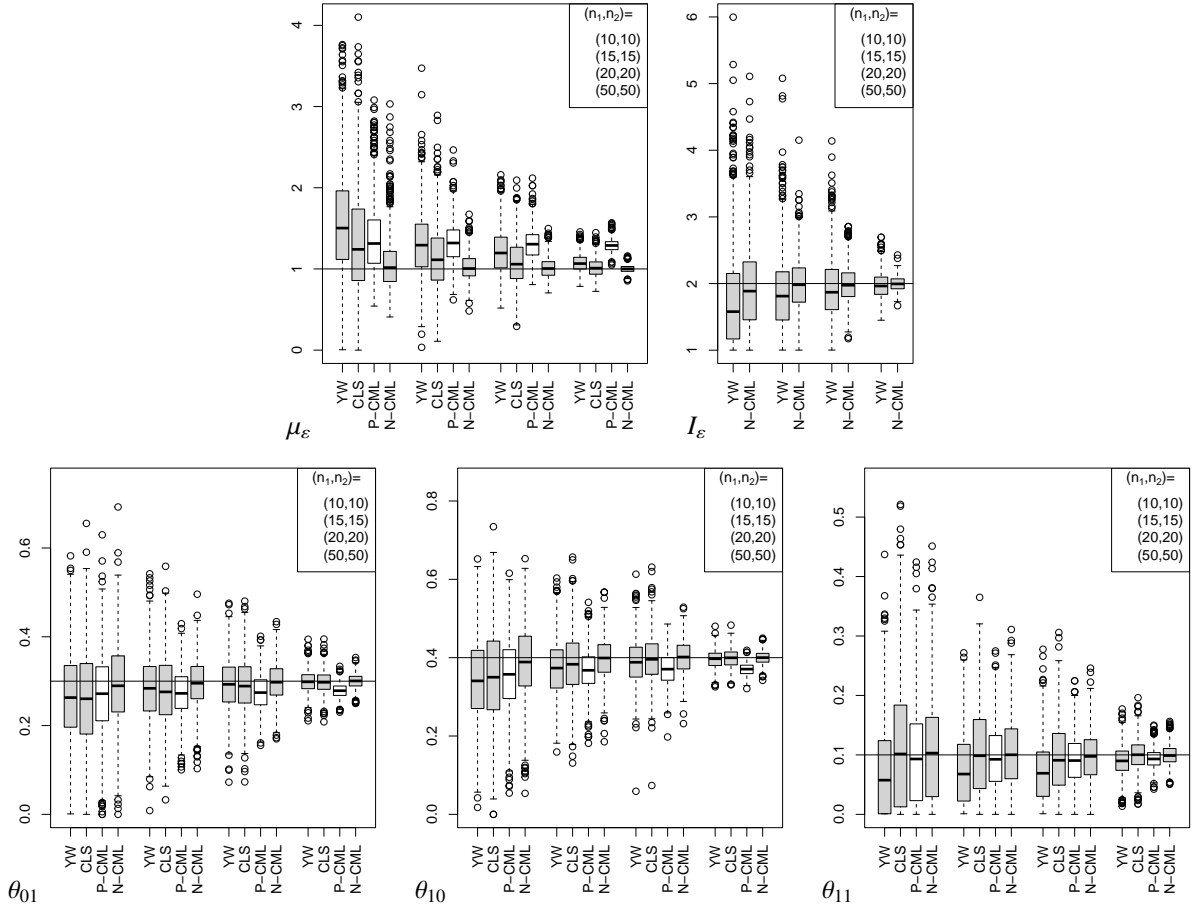 (n1,n2)=
(10,10)
(15,15)
(20,20)
(50,50)
0
1
2
3
4
YW
CLS
P−CML
N−CML
YW
CLS
P−CML
N−CML
YW
CLS
P−CML
N−CML
YW
CLS
P−CML
N−CML
με
(n1,n2)=
(10,10)
(15,15)
(20,20)
(50,50)
1
2
3
4
5
6
YW
N−CML
YW
N−CML
YW
N−CML
YW
N−CML
Iε
(n1,n2)=
(10,10)
(15,15)
(20,20)
(50,50)
0.0
0.2
0.4
0.6
YW
CLS
P−CML
N−CML
YW
CLS
P−CML
N−CML
YW
CLS
P−CML
N−CML
YW
CLS
P−CML
N−CML
θ01
(n1,n2)=
(10,10)
(15,15)
(20,20)
(50,50)
0.0
0.2
0.4
0.6
0.8
YW
CLS
P−CML
N−CML
YW
CLS
P−CML
N−CML
YW
CLS
P−CML
N−CML
YW
CLS
P−CML
N−CML
θ10
(n1,n2)=
(10,10)
(15,15)
(20,20)
(50,50)
0.0
0.1
0.2
0.3
0.4
0.5
YW
CLS
P−CML
N−CML
YW
CLS
P−CML
N−CML
YW
CLS
P−CML
N−CML
YW
CLS
P−CML
N−CML
θ11